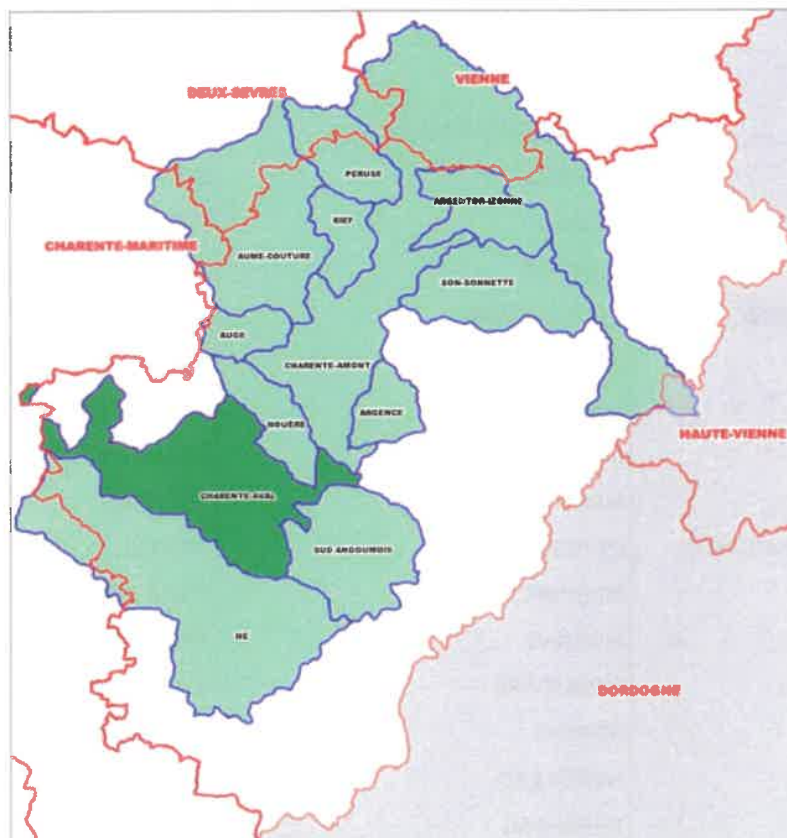 VIENNE
DEUX-SEVRES
PERUSE
ARGENTOR-IZONNE
BIEF
CHARENTE-MARITIME
AUME-COUTURE
SON-SONNETTE
AUGE
CHARENTE-AMONT
ARGENCE
NOUÈRE
HAUTE-VIENNE
CHARENTE-AVAL
SUD ANGOUMOIS
NE
DORDOGNE